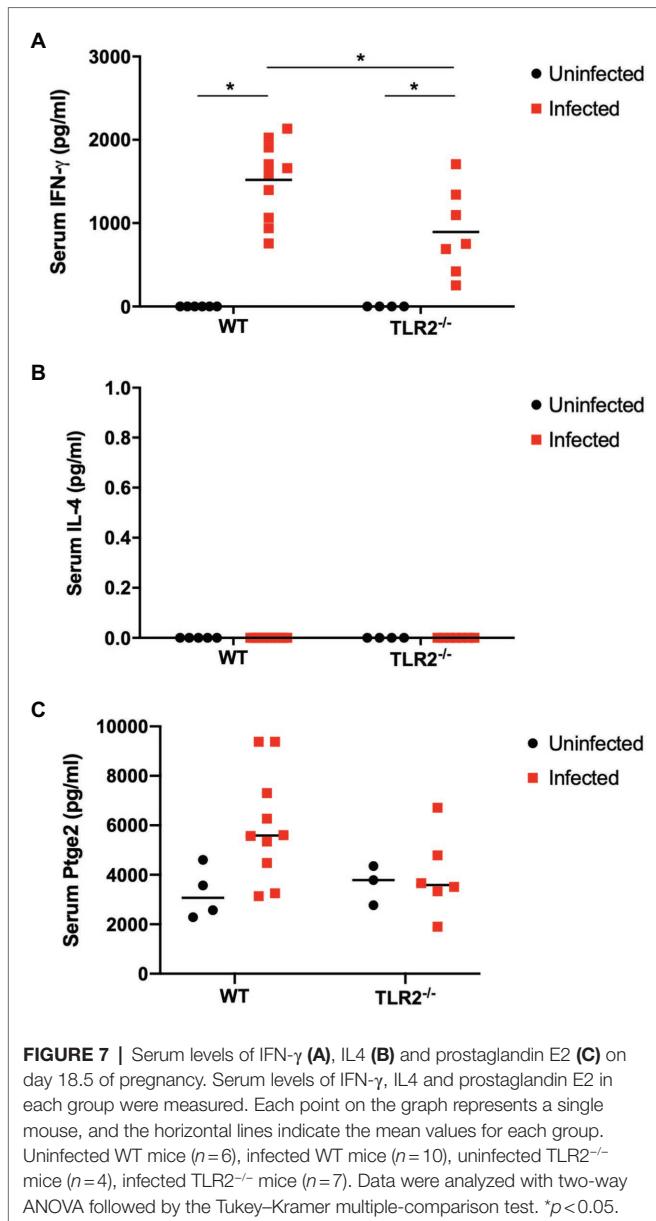 A
3000
2000
1000
0
Serum IFN-γ (pg/ml)
*
*
*
Uninfected
Infected
WT
TLR2⁻/⁻
B
1.0
0.8
0.6
0.4
0.2
0.0
Serum IL-4 (pg/ml)
Uninfected
Infected
WT
TLR2⁻/⁻
C
10000
8000
6000
4000
2000
0
Serum Ptge2 (pg/ml)
Uninfected
Infected
WT
TLR2⁻/⁻
FIGURE 7 | Serum levels of IFN-γ (A), IL4 (B) and prostaglandin E2 (C) on
day 18.5 of pregnancy. Serum levels of IFN-γ, IL4 and prostaglandin E2 in
each group were measured. Each point on the graph represents a single
mouse, and the horizontal lines indicate the mean values for each group.
Uninfected WT mice (n=6), infected WT mice (n=10), uninfected TLR2⁻/⁻
mice (n=4), infected TLR2⁻/⁻ mice (n=7). Data were analyzed with two-way
ANOVA followed by the Tukey–Kramer multiple-comparison test. *p<0.05.